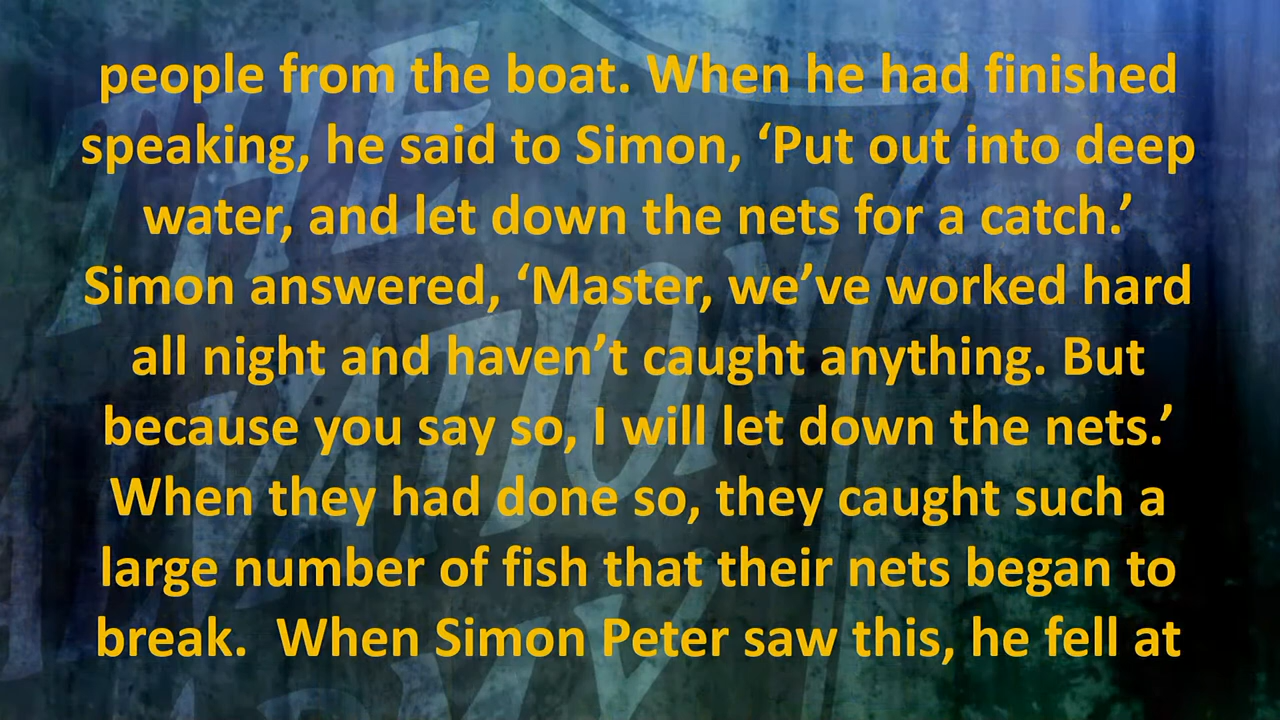 people from the boat. When he had finished
speaking, he said to Simon, ‘Put out into deep
water, and let down the nets for a catch.’
Simon answered, ‘Master, we’ve worked hard
all night and haven’t caught anything. But
because you say so, I will let down the nets.’
When they had done so, they caught such a
large number of fish that their nets began to
break.  When Simon Peter saw this, he fell at
THE
SALVATION
ARMY